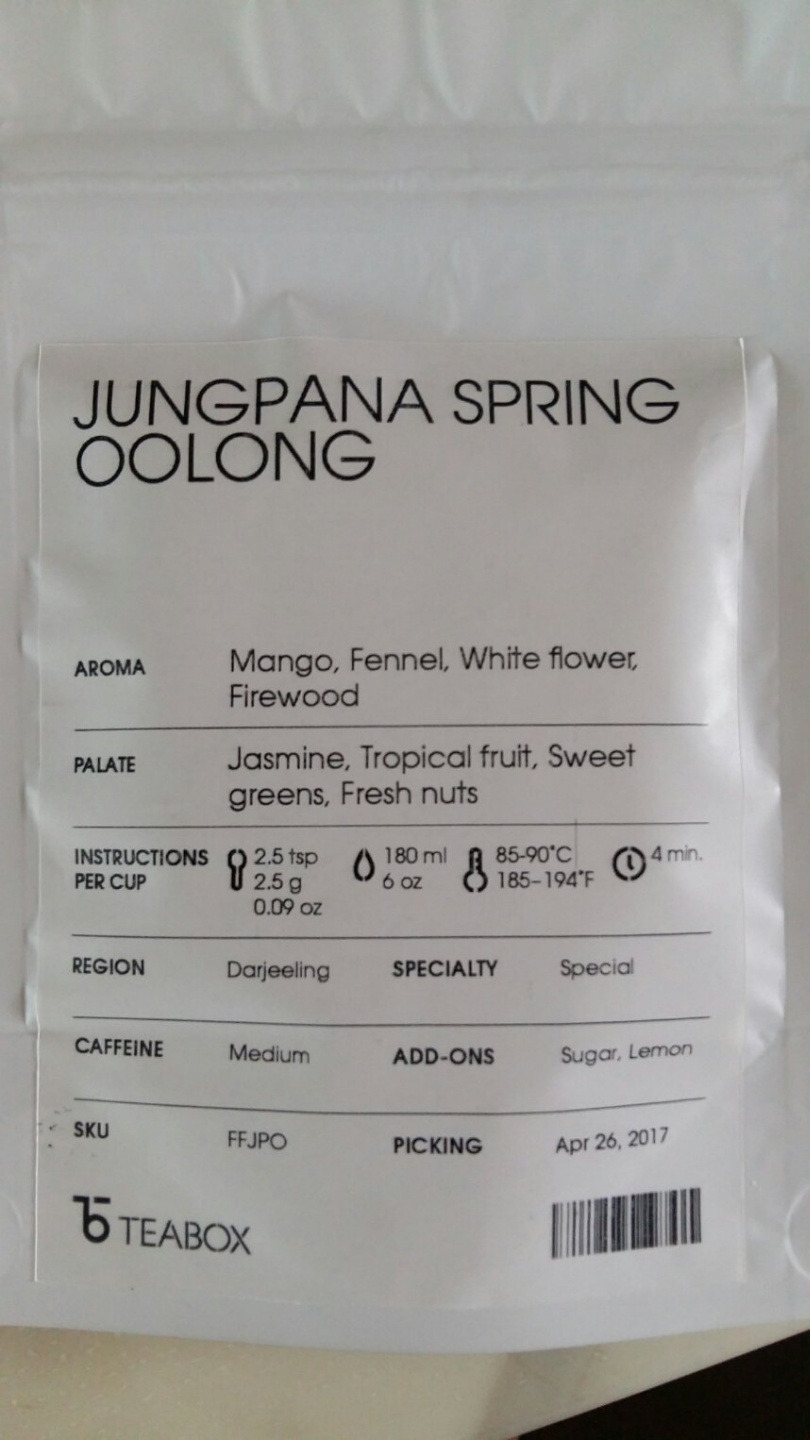 JUNGPANA SPRING
OOLONG
AROMA Mango, Fennel, White flower,
Firewood
PALATE Jasmine, Tropical fruit, Sweet
greens, Fresh nuts
INSTRUCTIONS 2.5 tsp 180 ml 85-90°C 4 min.
PER CUP 2.5 g 6 oz 185-194°F
0.09 oz
REGION Darjeeling SPECIALTY Special
CAFFEINE Medium ADD-ONS Sugar, Lemon
SKU FFJPO PICKING Apr 26, 2017
TEABOX